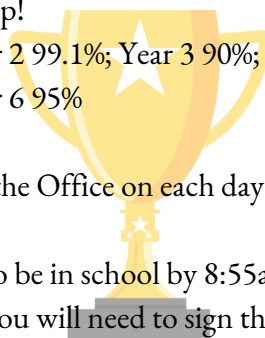 p!
2 99.1%; Year 3 90%;
6 95%
the Office on each day
o be in school by 8:55a
ou will need to sign th